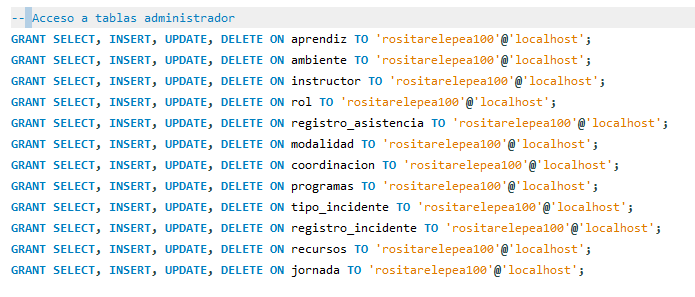 -- Acceso a tablas administrador
GRANT SELECT, INSERT, UPDATE, DELETE ON aprendiz TO 'rositarelepea100'@'localhost';
GRANT SELECT, INSERT, UPDATE, DELETE ON ambiente TO 'rositarelepea100'@'localhost';
GRANT SELECT, INSERT, UPDATE, DELETE ON instructor TO 'rositarelepea100'@'localhost';
GRANT SELECT, INSERT, UPDATE, DELETE ON rol TO 'rositarelepea100'@'localhost';
GRANT SELECT, INSERT, UPDATE, DELETE ON registro_asistencia TO 'rositarelepea100'@'localhost';
GRANT SELECT, INSERT, UPDATE, DELETE ON modalidad TO 'rositarelepea100'@'localhost';
GRANT SELECT, INSERT, UPDATE, DELETE ON coordinacion TO 'rositarelepea100'@'localhost';
GRANT SELECT, INSERT, UPDATE, DELETE ON programas TO 'rositarelepea100'@'localhost';
GRANT SELECT, INSERT, UPDATE, DELETE ON tipo_incidente TO 'rositarelepea100'@'localhost';
GRANT SELECT, INSERT, UPDATE, DELETE ON registro_incidente TO 'rositarelepea100'@'localhost';
GRANT SELECT, INSERT, UPDATE, DELETE ON recursos TO 'rositarelepea100'@'localhost';
GRANT SELECT, INSERT, UPDATE, DELETE ON jornada TO 'rositarelepea100'@'localhost';